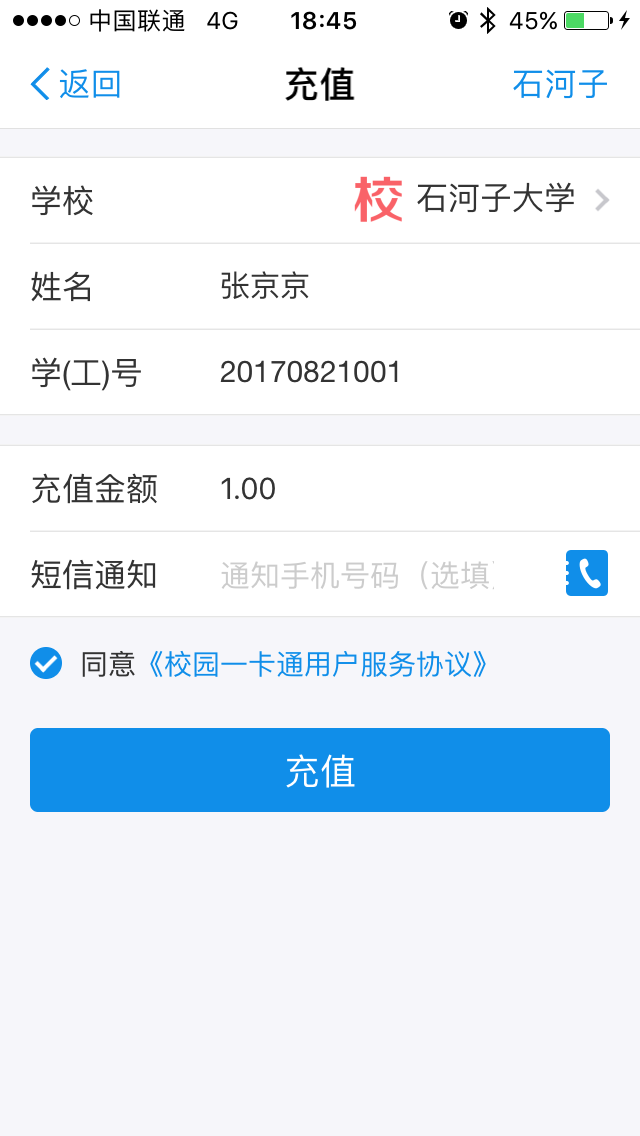 中国联通 4G 18:45 45%
返回 充值 石河子
学校 校 石河子大学
姓名 张京京
学(工)号 20170821001
充值金额 1.00
短信通知 通知手机号码（选填
同意《校园一卡通用户服务协议》
充值